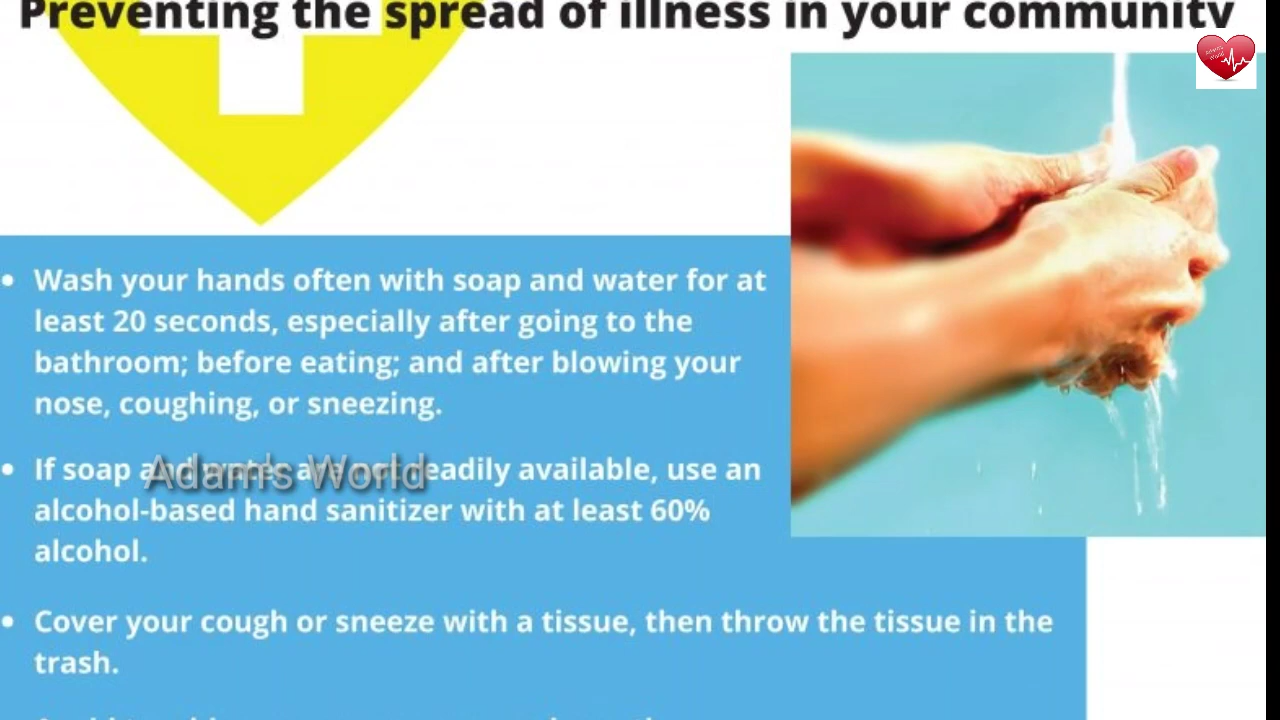 Preventing the spread of illness in your community
• Wash your hands often with soap and water for at
least 20 seconds, especially after going to the
bathroom; before eating; and after blowing your
nose, coughing, or sneezing.
• If soap and water are readily available, use an
Adam's World
alcohol-based hand sanitizer with at least 60%
alcohol.
• Cover your cough or sneeze with a tissue, then throw the tissue in the
trash.